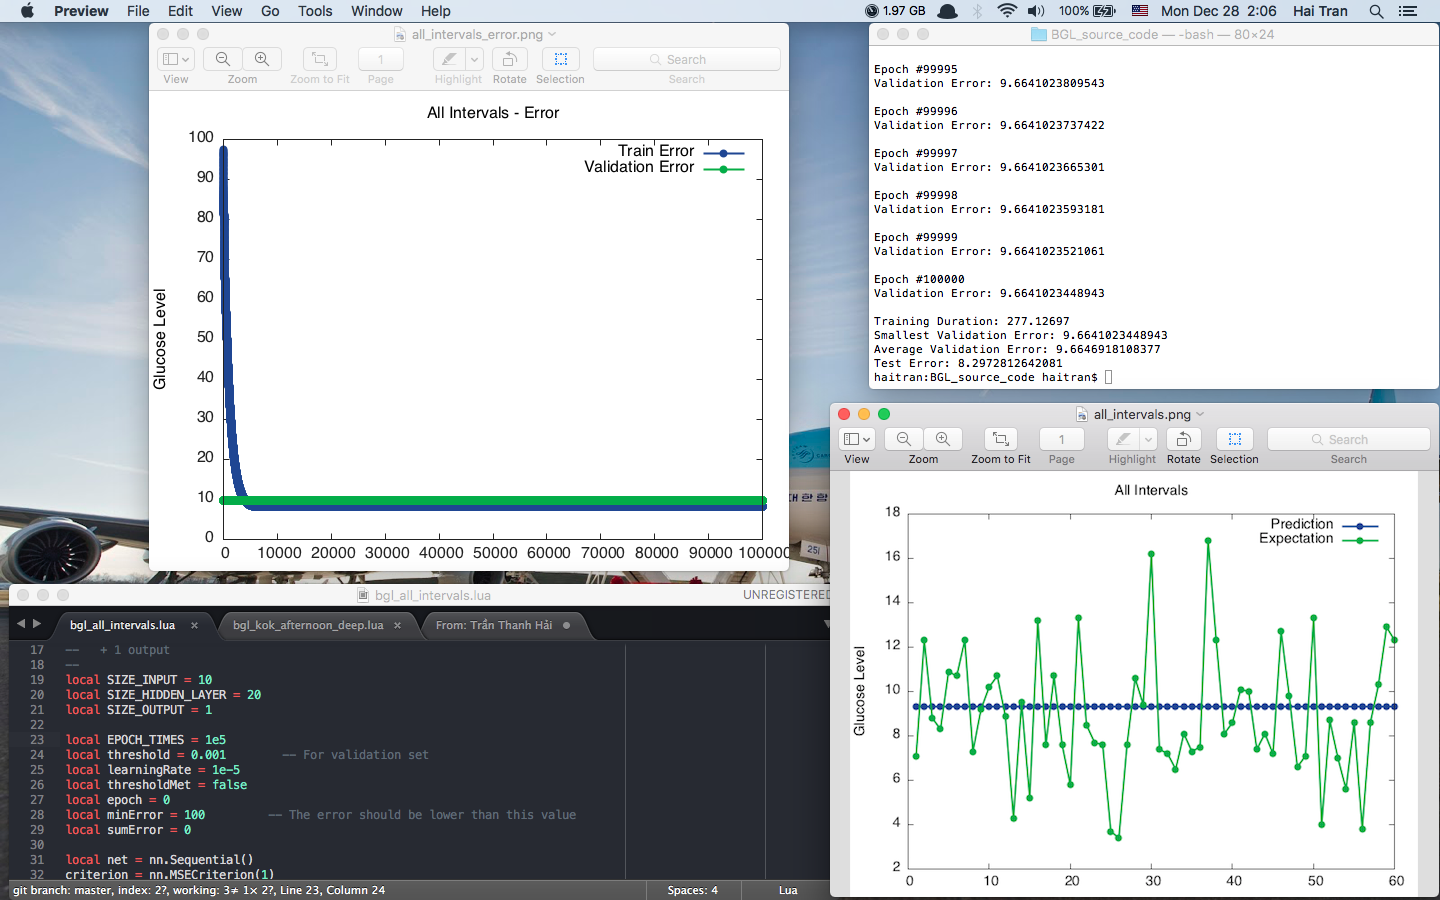 Preview File Edit View Go Tools Window Help 1.97 GB 100% Mon Dec 28 2:06 Hai Tran
all_intervals_error.png
1 Search
View Zoom Zoom to Fit Page Highlight Rotate Selection Search
All Intervals - Error
Train Error
Validation Error
Glucose Level
100
90
80
70
60
50
40
30
20
10
0
0 10000 20000 30000 40000 50000 60000 70000 80000 90000 100000
BGL_source_code — -bash — 80×24
Epoch #99995
Validation Error: 9.6641023809543
Epoch #99996
Validation Error: 9.6641023737422
Epoch #99997
Validation Error: 9.6641023665301
Epoch #99998
Validation Error: 9.6641023593181
Epoch #99999
Validation Error: 9.6641023521061
Epoch #100000
Validation Error: 9.6641023448943
Training Duration: 277.12697
Smallest Validation Error: 9.6641023448943
Average Validation Error: 9.6646918108377
Test Error: 8.2972812642081
haitran:BGL_source_code haitran$
대한항
251
bgl_all_intervals.lua UNREGISTERED
bgl_all_intervals.lua × bgl_kok_afternoon_deep.lua × From: Trần Thanh Hải
17 -- + 1 output
18 --
19 local SIZE_INPUT = 10
20 local SIZE_HIDDEN_LAYER = 20
21 local SIZE_OUTPUT = 1
22
23 local EPOCH_TIMES = 1e5
24 local threshold = 0.001 -- For validation set
25 local learningRate = 1e-5
26 local thresholdMet = false
27 local epoch = 0
28 local minError = 100 -- The error should be lower than this value
29 local sumError = 0
30
31 local net = nn.Sequential()
32 criterion = nn.MSECriterion(1)
git branch: master, index: 2?, working: 3≠ 1× 2?, Line 23, Column 24 Spaces: 4 Lua
all_intervals.png
1 Search
View Zoom Zoom to Fit Page Highlight Rotate Selection Search
All Intervals
Prediction
Expectation
Glucose Level
18
16
14
12
10
8
6
4
2
0 10 20 30 40 50 60